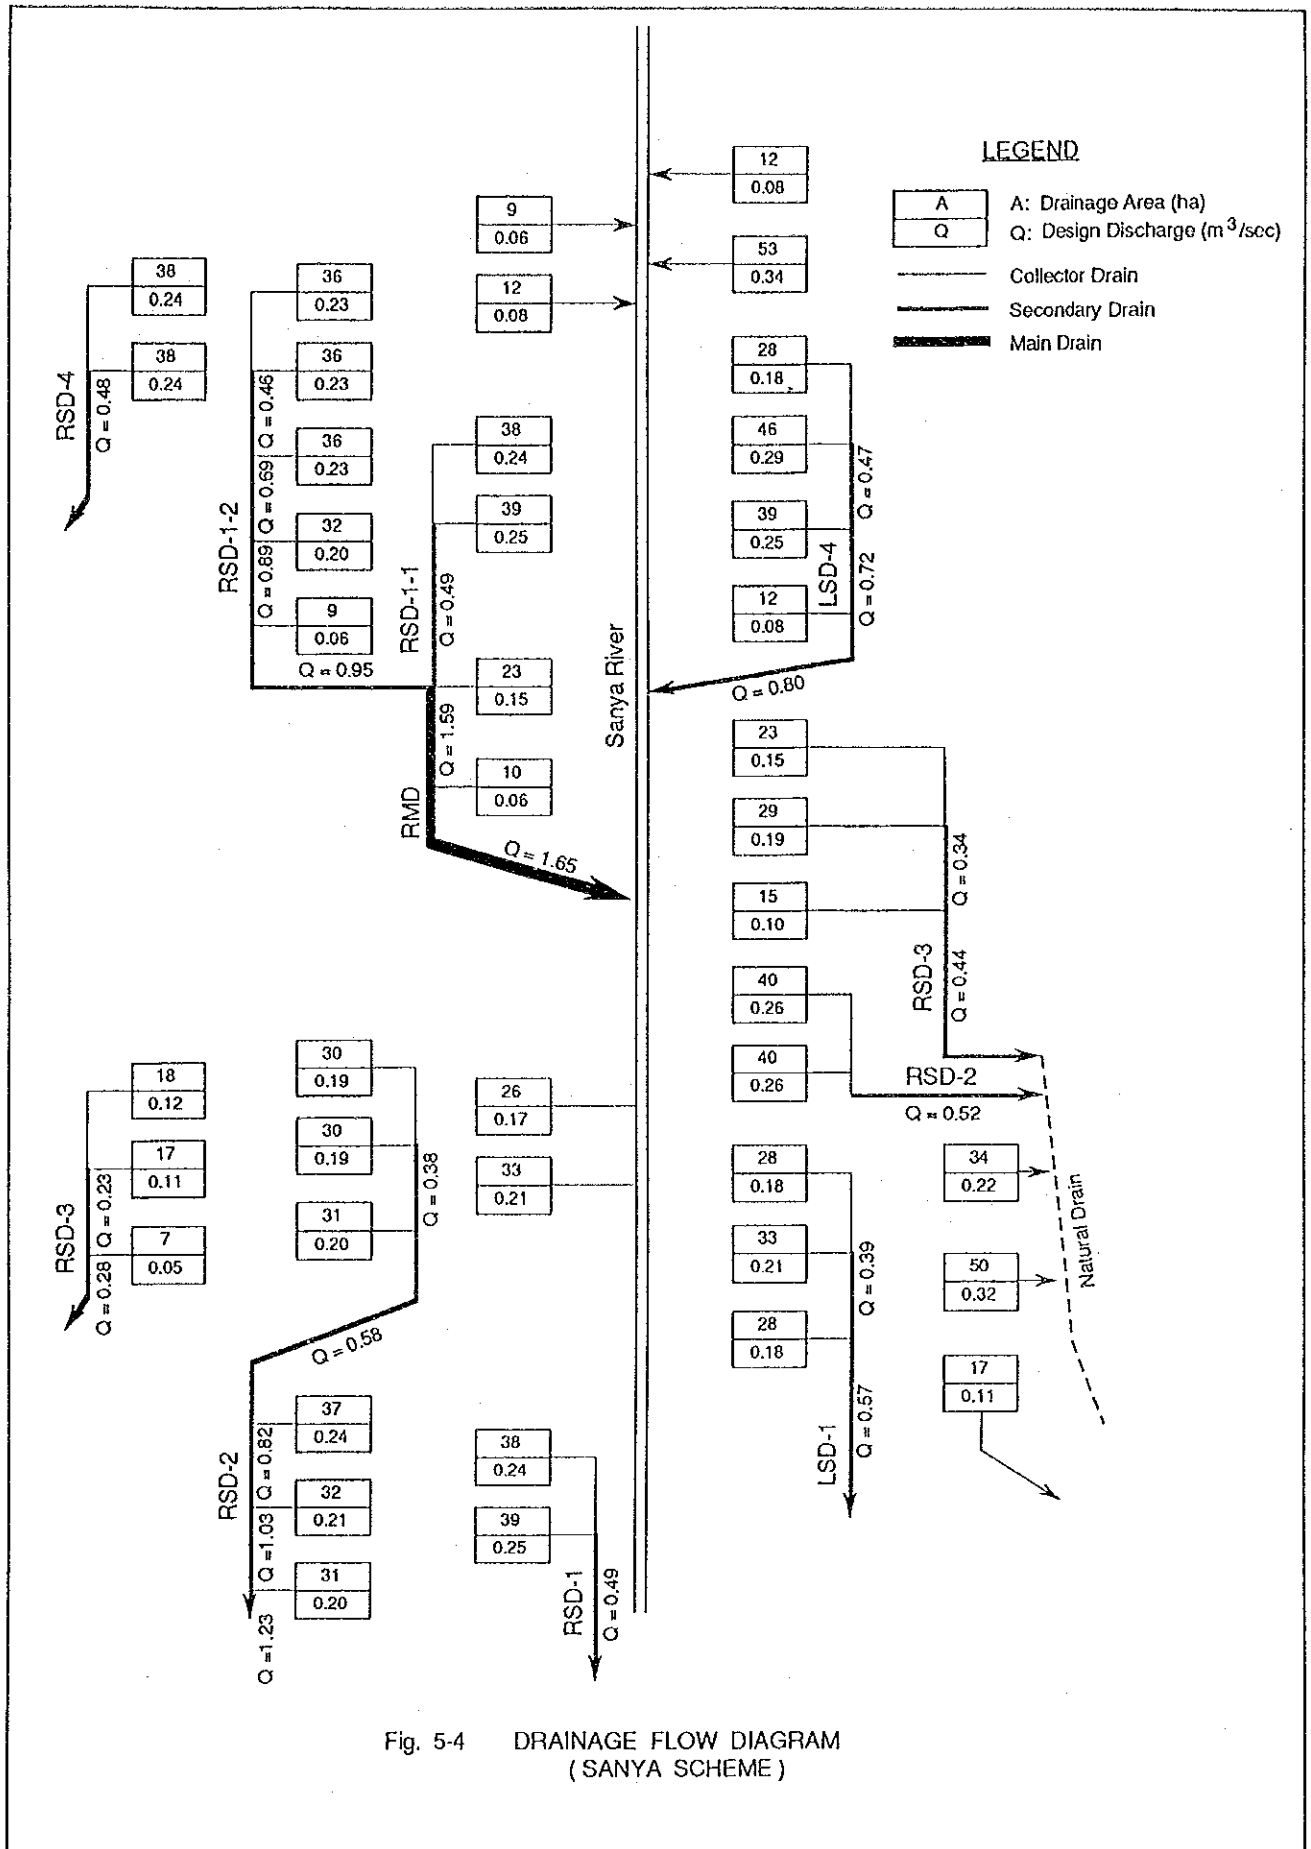 LEGEND
A
Q
A: Drainage Area (ha)
Q: Design Discharge (m³/sec)
Collector Drain
Secondary Drain
Main Drain
38
0.24
38
0.24
RSD-4
Q = 0.48
36
0.23
36
0.23
36
0.23
32
0.20
9
0.06
RSD-1-2
Q = 0.46
Q = 0.69
Q = 0.89
Q = 0.95
9
0.06
12
0.08
38
0.24
39
0.25
23
0.15
10
0.06
RSD-1-1
Q = 0.49
Q = 1.59
RMD
Q = 1.65
Sanya River
12
0.08
53
0.34
28
0.18
46
0.29
39
0.25
12
0.08
LSD-4
Q = 0.47
Q = 0.72
Q = 0.80
23
0.15
29
0.19
15
0.10
RSD-3
Q = 0.34
Q = 0.44
40
0.26
40
0.26
RSD-2
Q = 0.52
18
0.12
17
0.11
7
0.05
RSD-3
Q = 0.23
Q = 0.28
30
0.19
30
0.19
31
0.20
Q = 0.38
Q = 0.58
26
0.17
33
0.21
28
0.18
33
0.21
28
0.18
Q = 0.39
Q = 0.57
LSD-1
34
0.22
50
0.32
17
0.11
Natural Drain
37
0.24
32
0.21
31
0.20
RSD-2
Q = 0.82
Q = 1.03
Q = 1.23
38
0.24
39
0.25
RSD-1
Q = 0.49
Fig. 5-4 DRAINAGE FLOW DIAGRAM
( SANYA SCHEME )